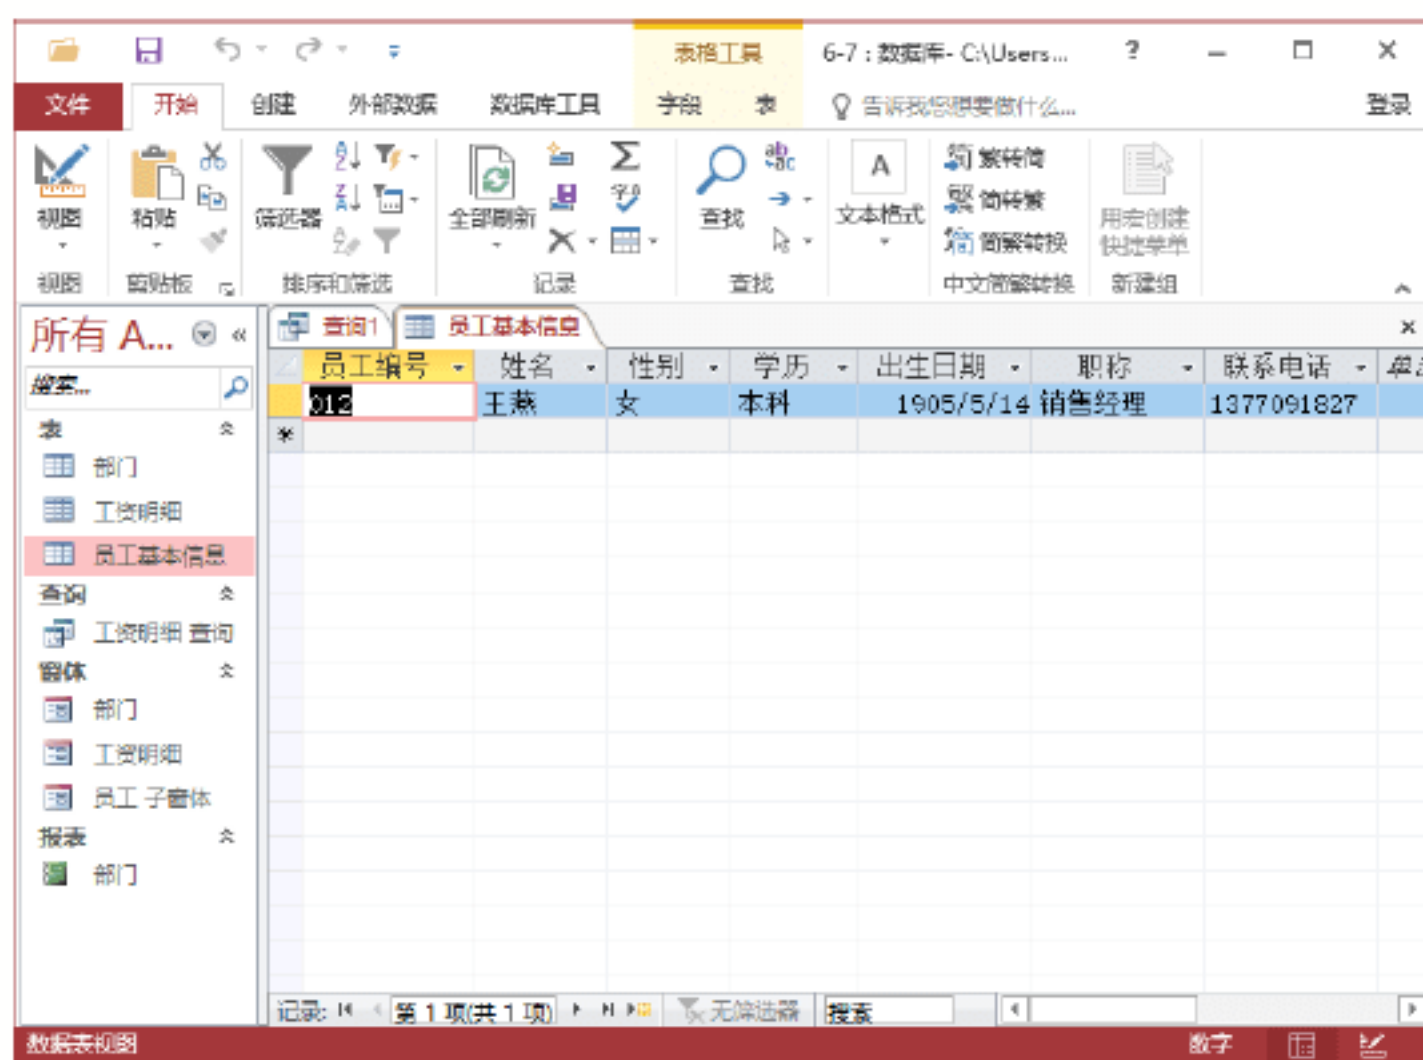 表格工具
6-7 : 数据库- C:\Users...
?
文件 开始 创建 外部数据 数据库工具 字段 表 告诉我您想要做什么... 登录
视图 粘贴 筛选器 全部刷新 查找 文本格式 繁转简 简转繁 简繁转换 用宏创建快捷菜单
视图 剪贴板 排序和筛选 记录 查找 中文简繁转换 新建组
所有 A...
搜索...
表
部门
工资明细
员工基本信息
查询
工资明细 查询
窗体
部门
工资明细
员工 子窗体
报表
部门
查询1 员工基本信息
员工编号 姓名 性别 学历 出生日期 职称 联系电话
012 王燕 女 本科 1905/5/14 销售经理 1377091827
记录: 第 1 项(共 1 项) 无筛选器 搜索
数据表视图 数字